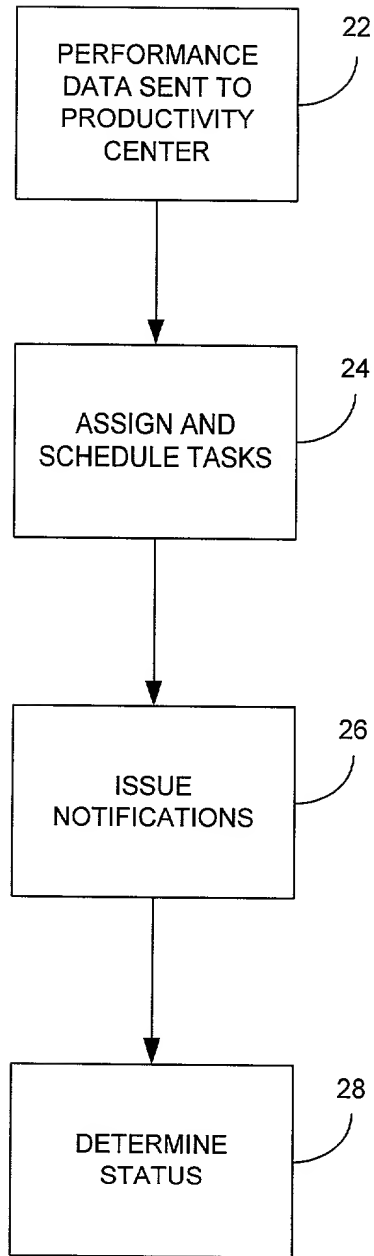 22
PERFORMANCE
DATA SENT TO
PRODUCTIVITY
CENTER
24
ASSIGN AND
SCHEDULE TASKS
26
ISSUE
NOTIFICATIONS
28
DETERMINE
STATUS